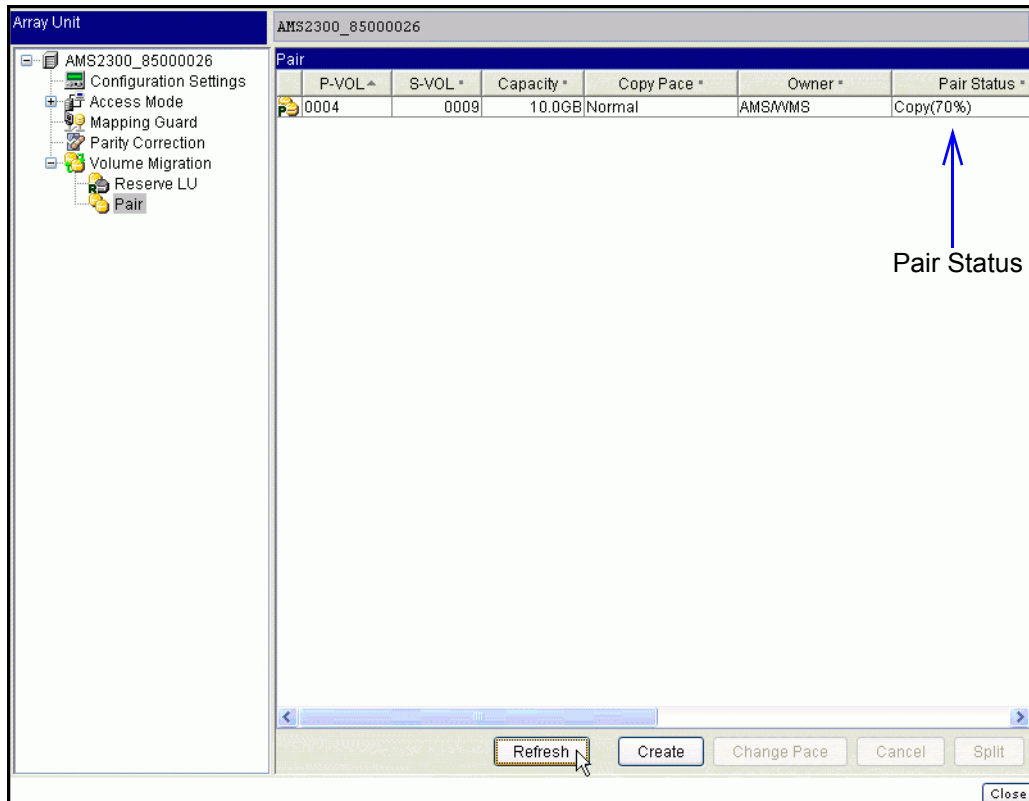 Array Unit
AMS2300_85000026
AMS2300_85000026
Configuration Settings
Access Mode
Mapping Guard
Parity Correction
Volume Migration
Reserve LU
Pair
Pair
P-VOL S-VOL Capacity Copy Pace Owner Pair Status
0004 0009 10.0GB Normal AMS/WMS Copy(70%)
Pair Status
Refresh Create Change Pace Cancel Split
Close